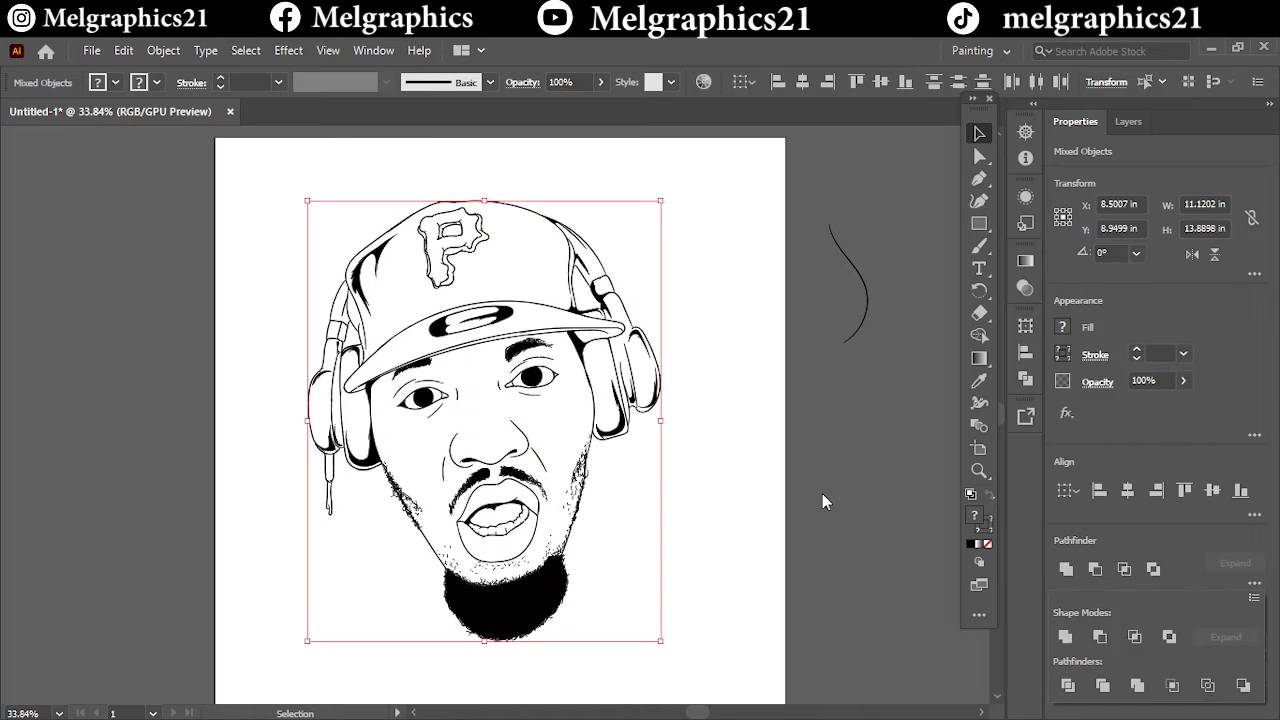 Melgraphics21 Melgraphics Melgraphics21 melgraphics21
Ai File Edit Object Type Select Effect View Window Help Painting Search Adobe Stock
Mixed Objects ? ? Stroke: Basic Opacity: 100% Style: Transform
Untitled-1* @ 33.84% (RGB/GPU Preview)
Properties Layers
Mixed Objects
Transform
X: 8.5007 in W: 11.1202 in
Y: 8.9499 in H: 13.8898 in
0°
Appearance
? Fill
Stroke
Opacity 100%
fx.
Align
Pathfinder
Expand
Shape Modes:
Expand
Pathfinders:
P
T
?
33.84% 1 Selection